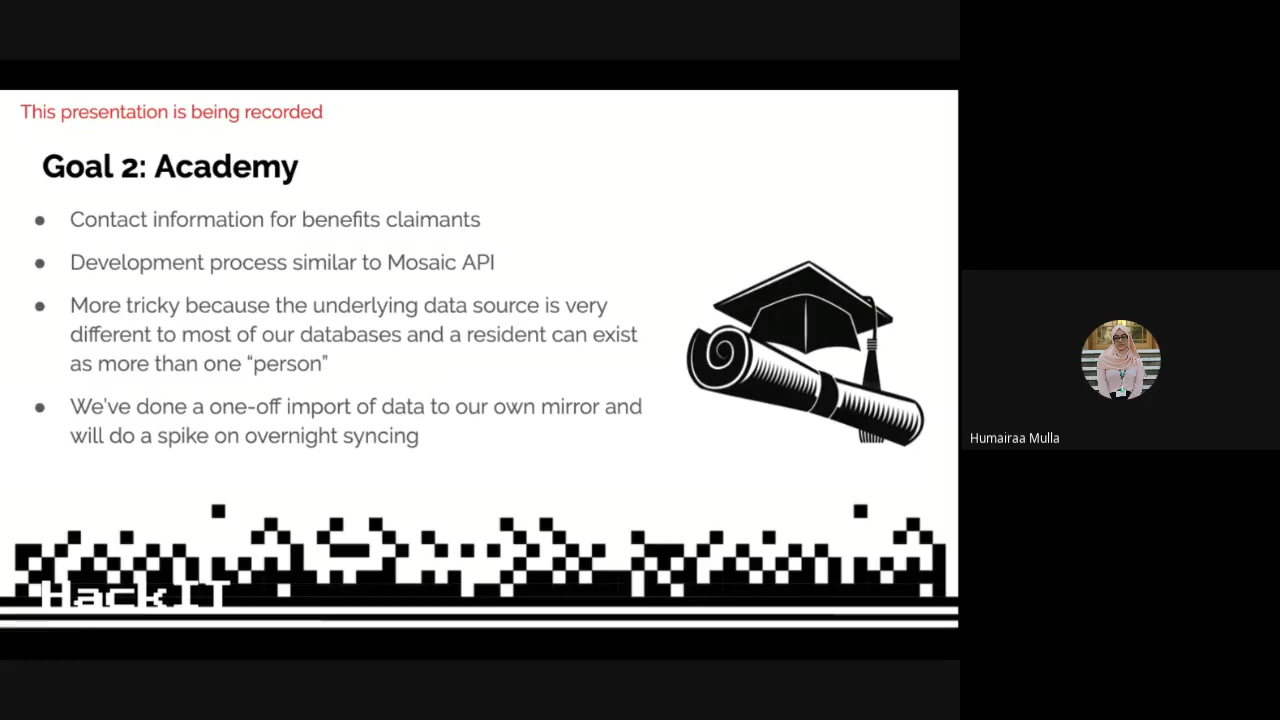 This presentation is being recorded
Goal 2: Academy
● Contact information for benefits claimants
● Development process similar to Mosaic API
● More tricky because the underlying data source is very
different to most of our databases and a resident can exist
as more than one “person”
● We’ve done a one-off import of data to our own mirror and
will do a spike on overnight syncing
HackIT
Humairaa Mulla